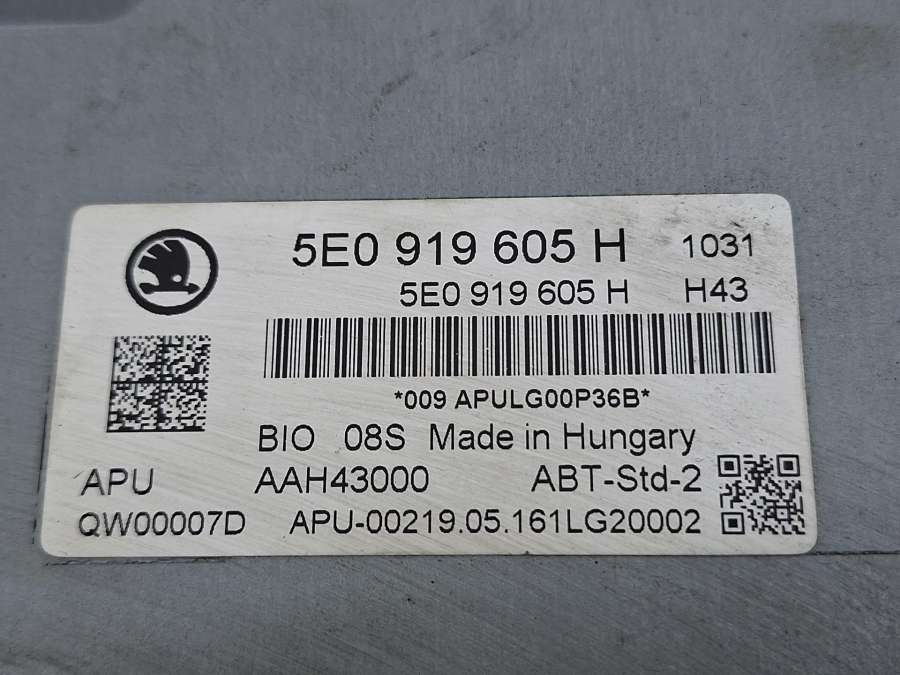 5E0 919 605 H 1031
5E0 919 605 H H43
*009 APULG00P36B*
BIO 08S Made in Hungary
APU AAH43000 ABT-Std-2
QW00007D APU-00219.05.161LG20002